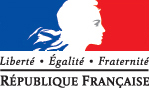 Liberté • Égalité • Fraternité
RÉPUBLIQUE FRANÇAISE